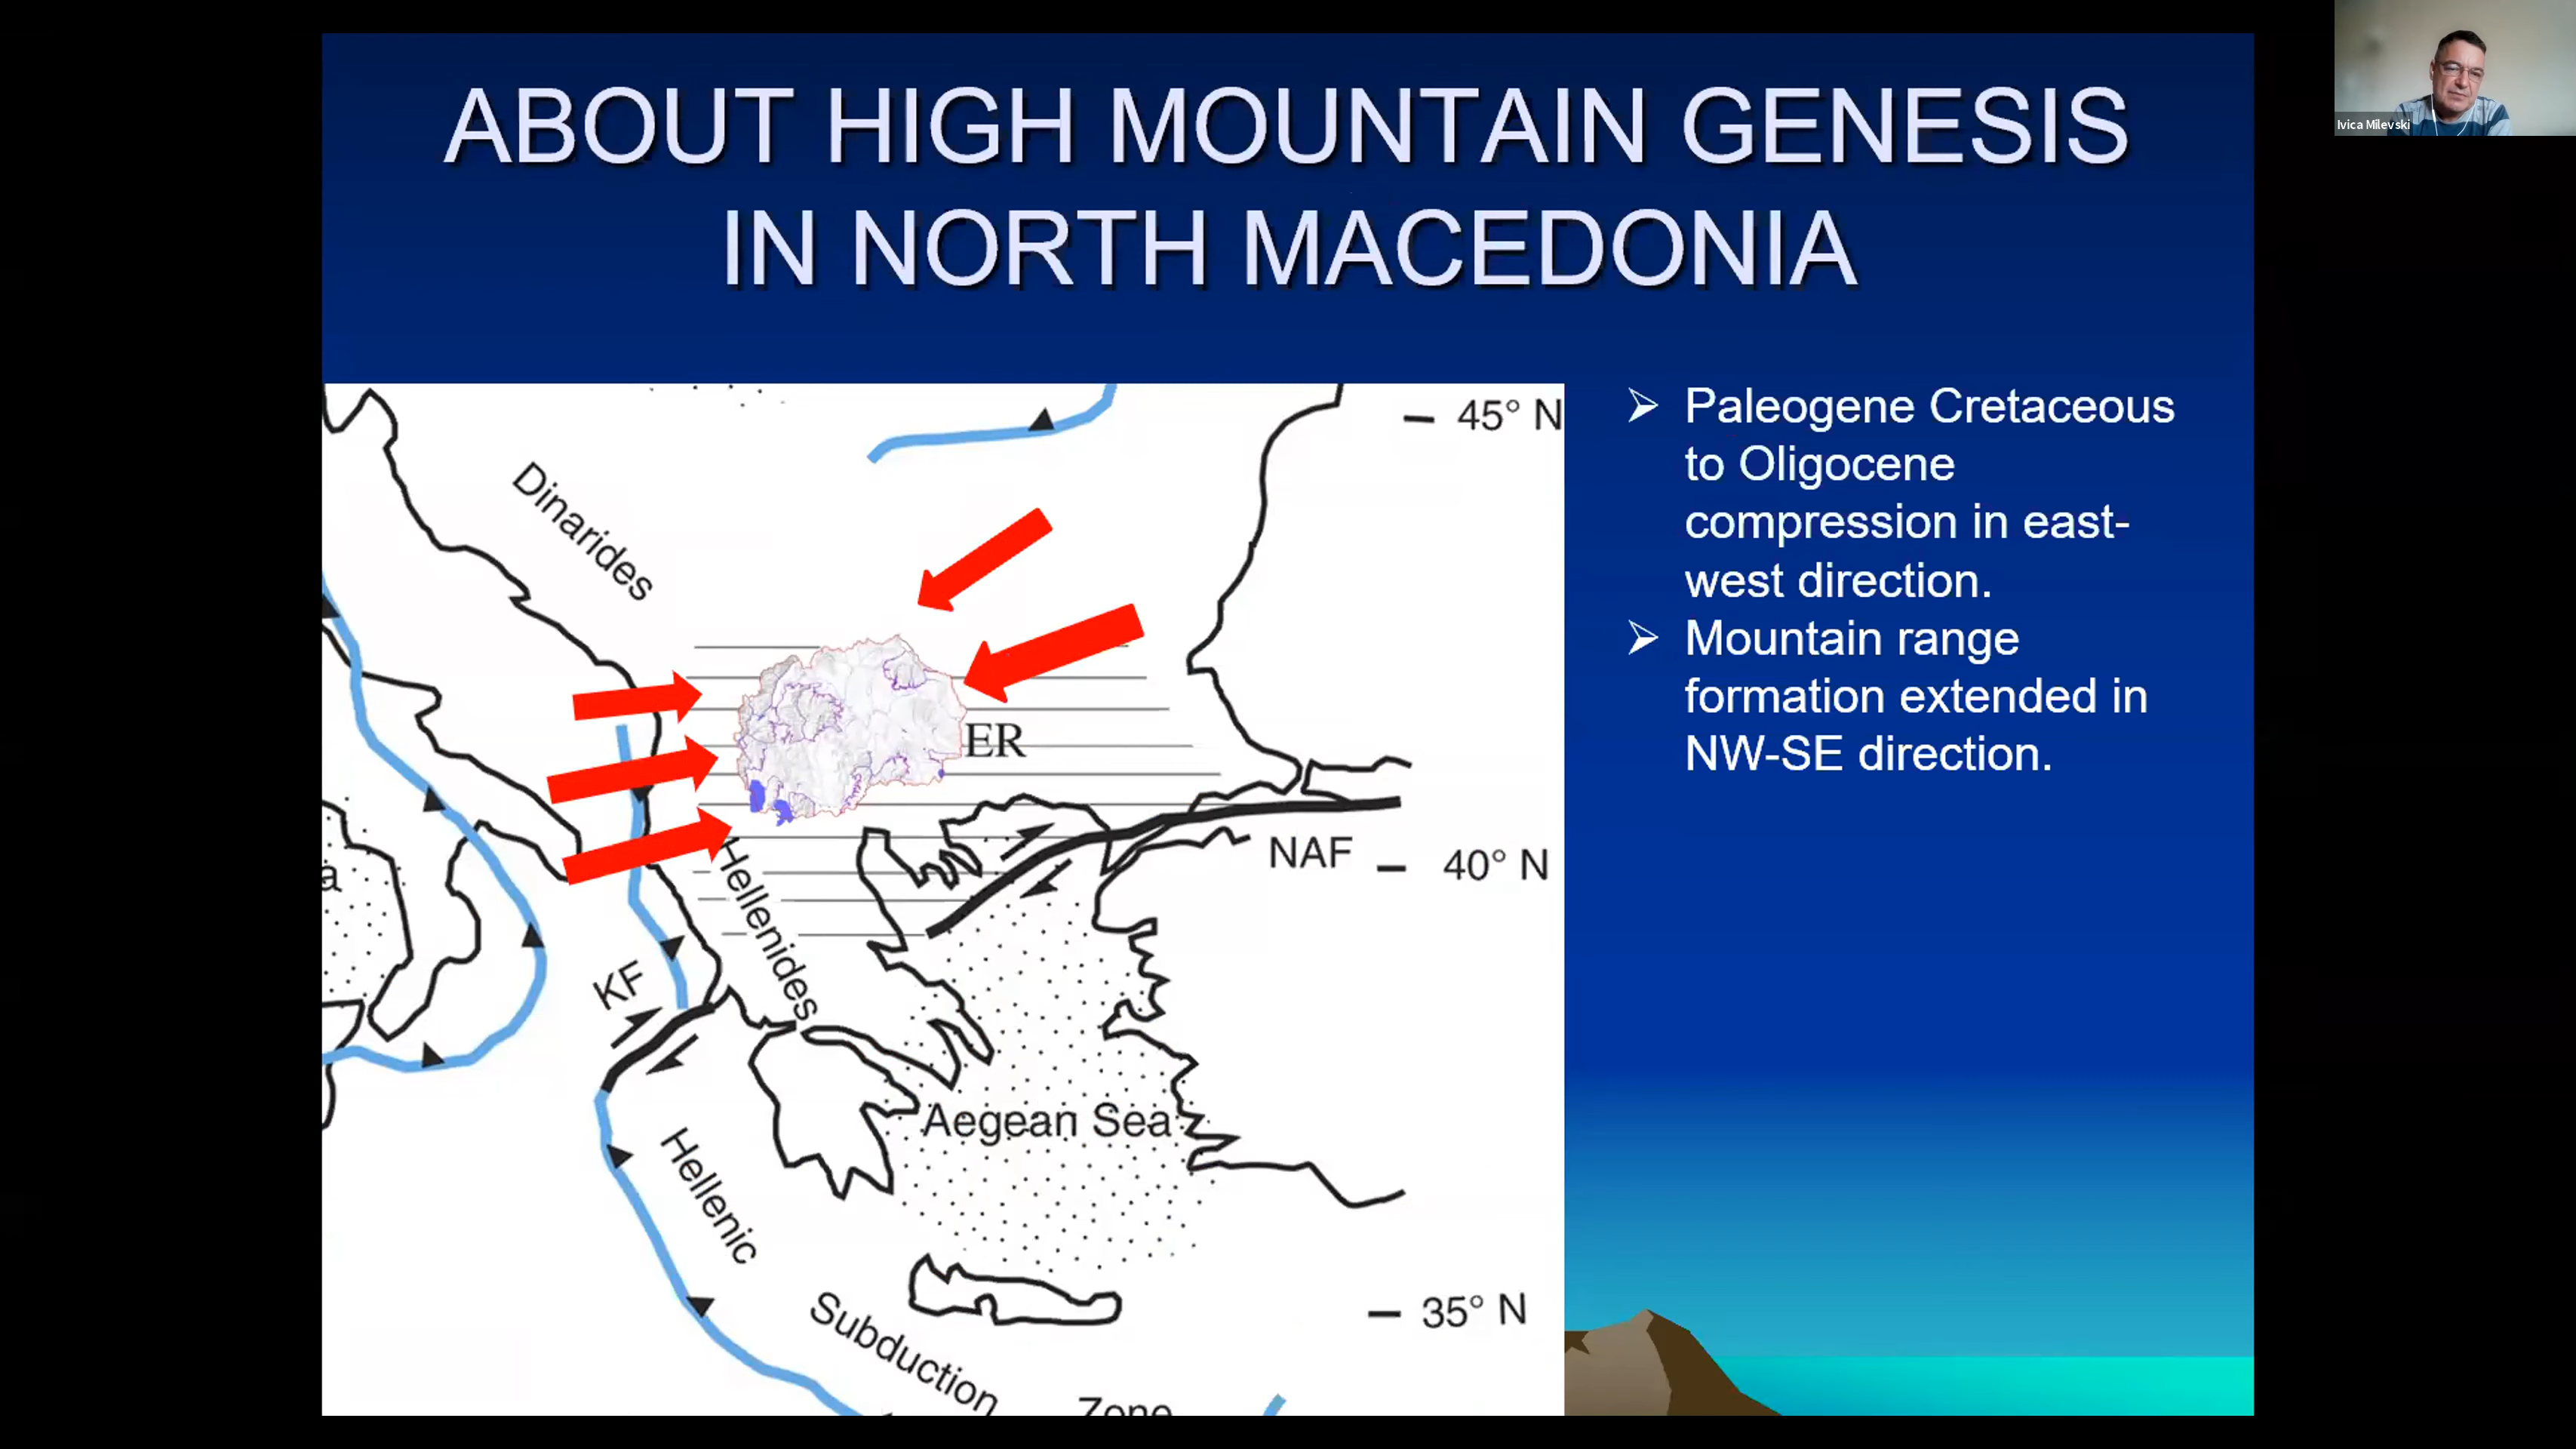 ABOUT HIGH MOUNTAIN GENESIS
IN NORTH MACEDONIA
Ivica Milevski
45° N
Dinarides
ER
NAF
40° N
a
Hellenides
KF
Aegean Sea
Hellenic
Subduction
Zone
35° N
➢ Paleogene Cretaceous
to Oligocene
compression in east-
west direction.
➢ Mountain range
formation extended in
NW-SE direction.